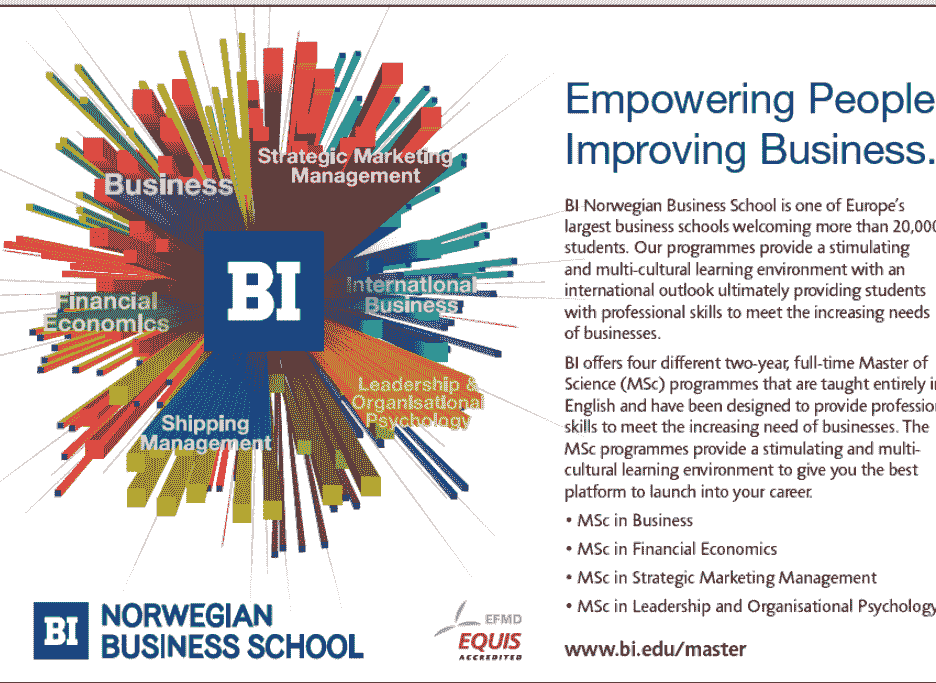 Empowering People
Improving Business.
BI Norwegian Business School is one of Europe's
largest business schools welcoming more than 20,000
students. Our programmes provide a stimulating
and multi-cultural learning environment with an
international outlook ultimately providing students
with professional skills to meet the increasing needs
of businesses.
BI offers four different two-year, full-time Master of
Science (MSc) programmes that are taught entirely
English and have been designed to provide
skills to meet the increasing need of businesses. The
MSc programmes provide a stimulating and multi-
cultural learning environment to give you the best
platform to launch into your career.
• MSc in Business
• MSc in Financial Economics
• MSc in Strategic Marketing Management
• MSc in Leadership and Organisational Psychology
www.bi.edu/master
Strategic Marketing
Management
Business
BI
International
Business
Financial
Economics
Leadership &
Organisational
Psychology
Shipping
Management
BI
NORWEGIAN
BUSINESS SCHOOL
EFMD
EQUIS
ACCREDITED